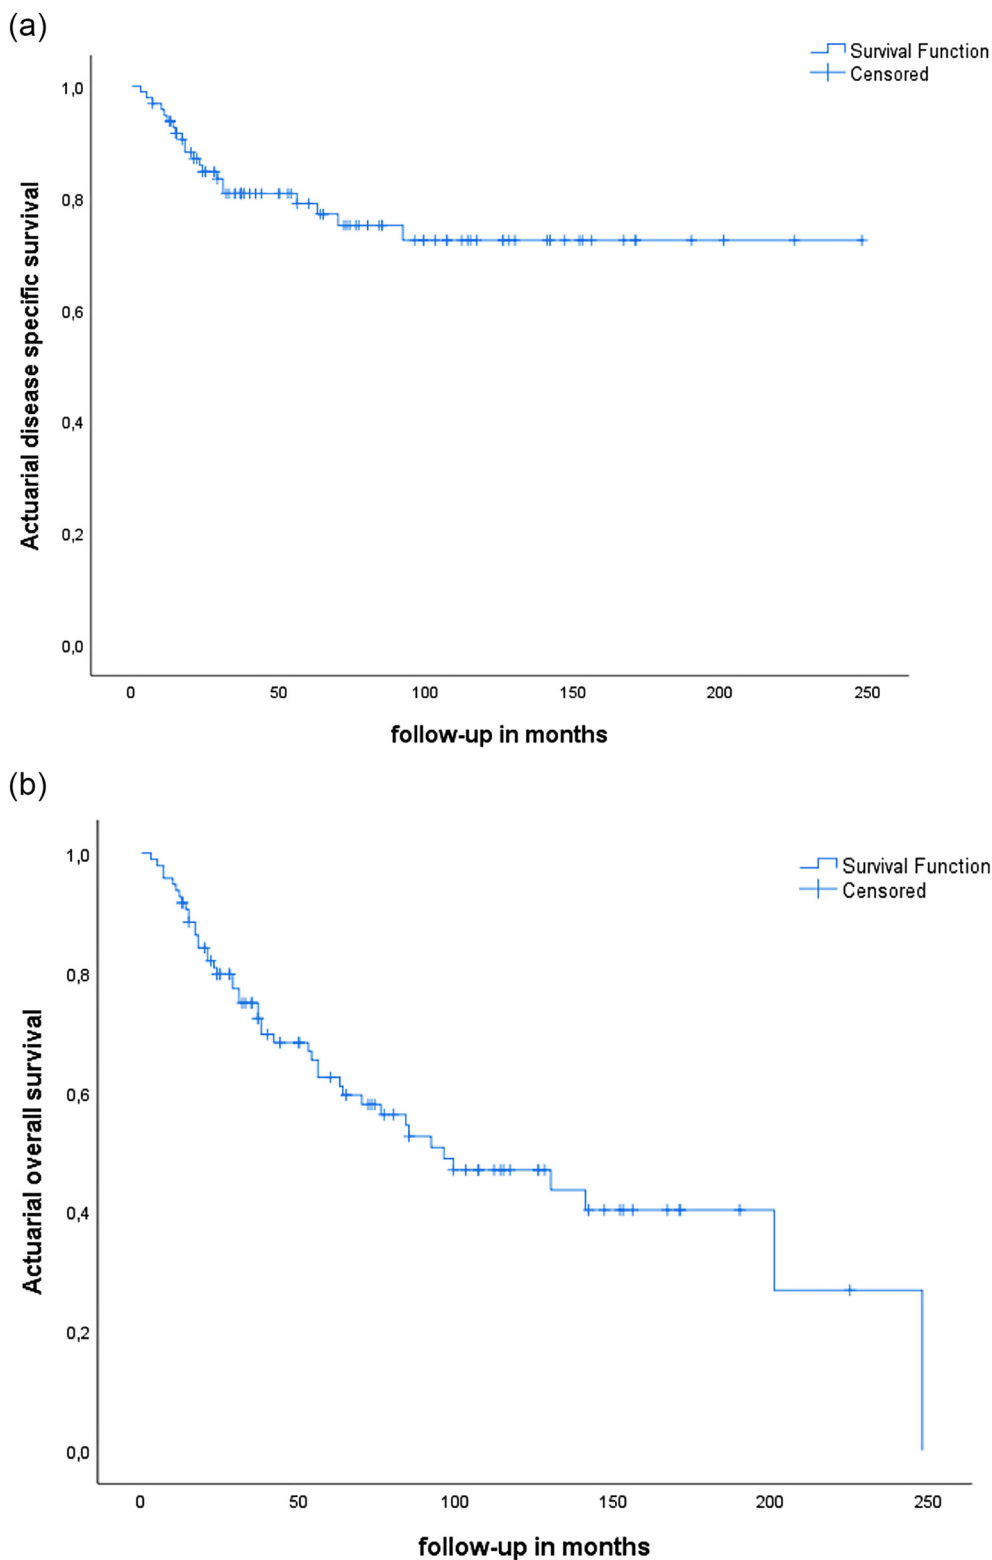 (a)
Survival Function
Censored
1,0
0,8
0,6
0,4
0,2
0,0
Actuarial disease specific survival
0 50 100 150 200 250
follow-up in months
(b)
Survival Function
Censored
1,0
0,8
0,6
0,4
0,2
0,0
Actuarial overall survival
0 50 100 150 200 250
follow-up in months